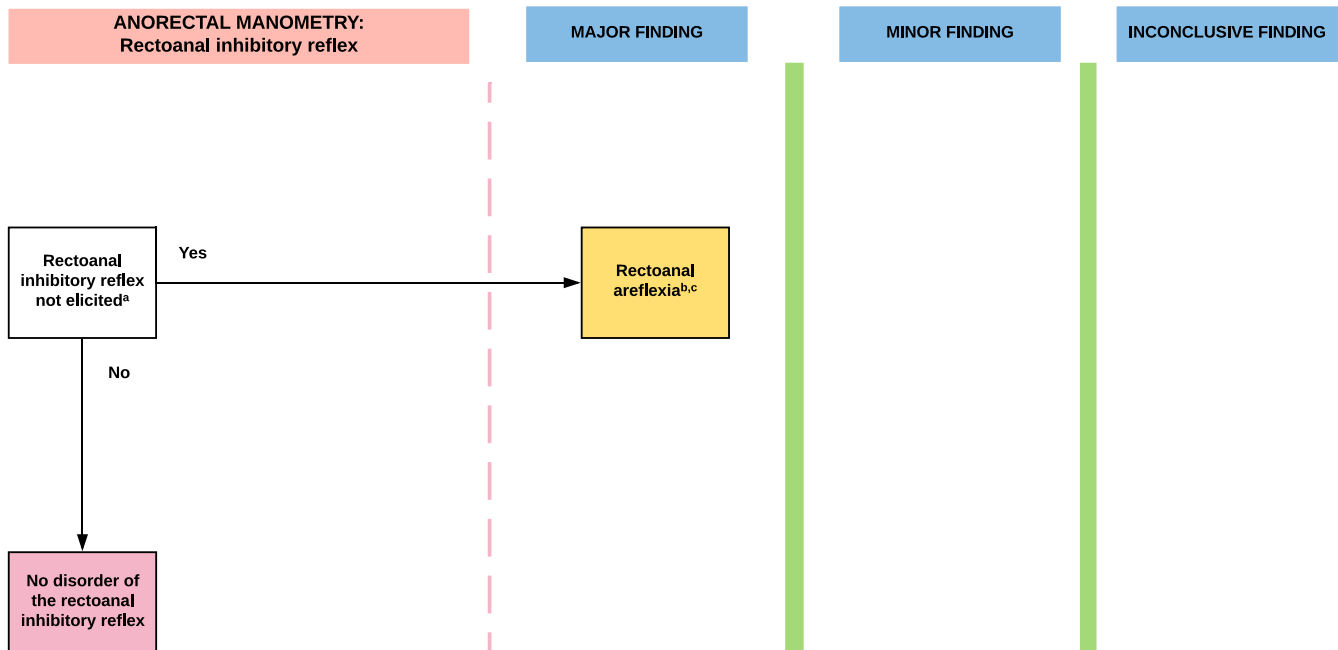 ANORECTAL MANOMETRY:
Rectoanal inhibitory reflex
MAJOR FINDING
MINOR FINDING
INCONCLUSIVE FINDING
Rectoanal
inhibitory reflex
not elicitedᵃ
Yes
Rectoanal
areflexiaᵇ,ᶜ
No
No disorder of
the rectoanal
inhibitory reflex